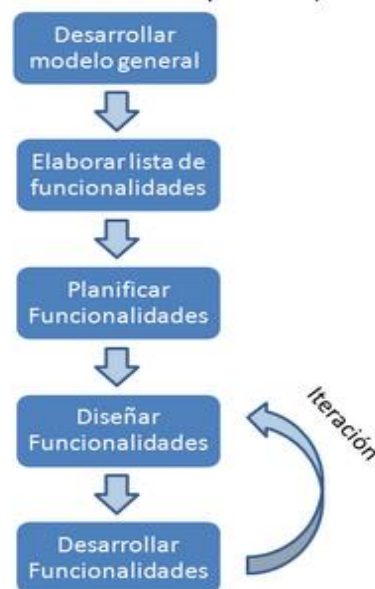 Desarrollar
modelo general
Elaborar lista de
funcionalidades
Planificar
Funcionalidades
Diseñar
Funcionalidades
Iteración
Desarrollar
Funcionalidades